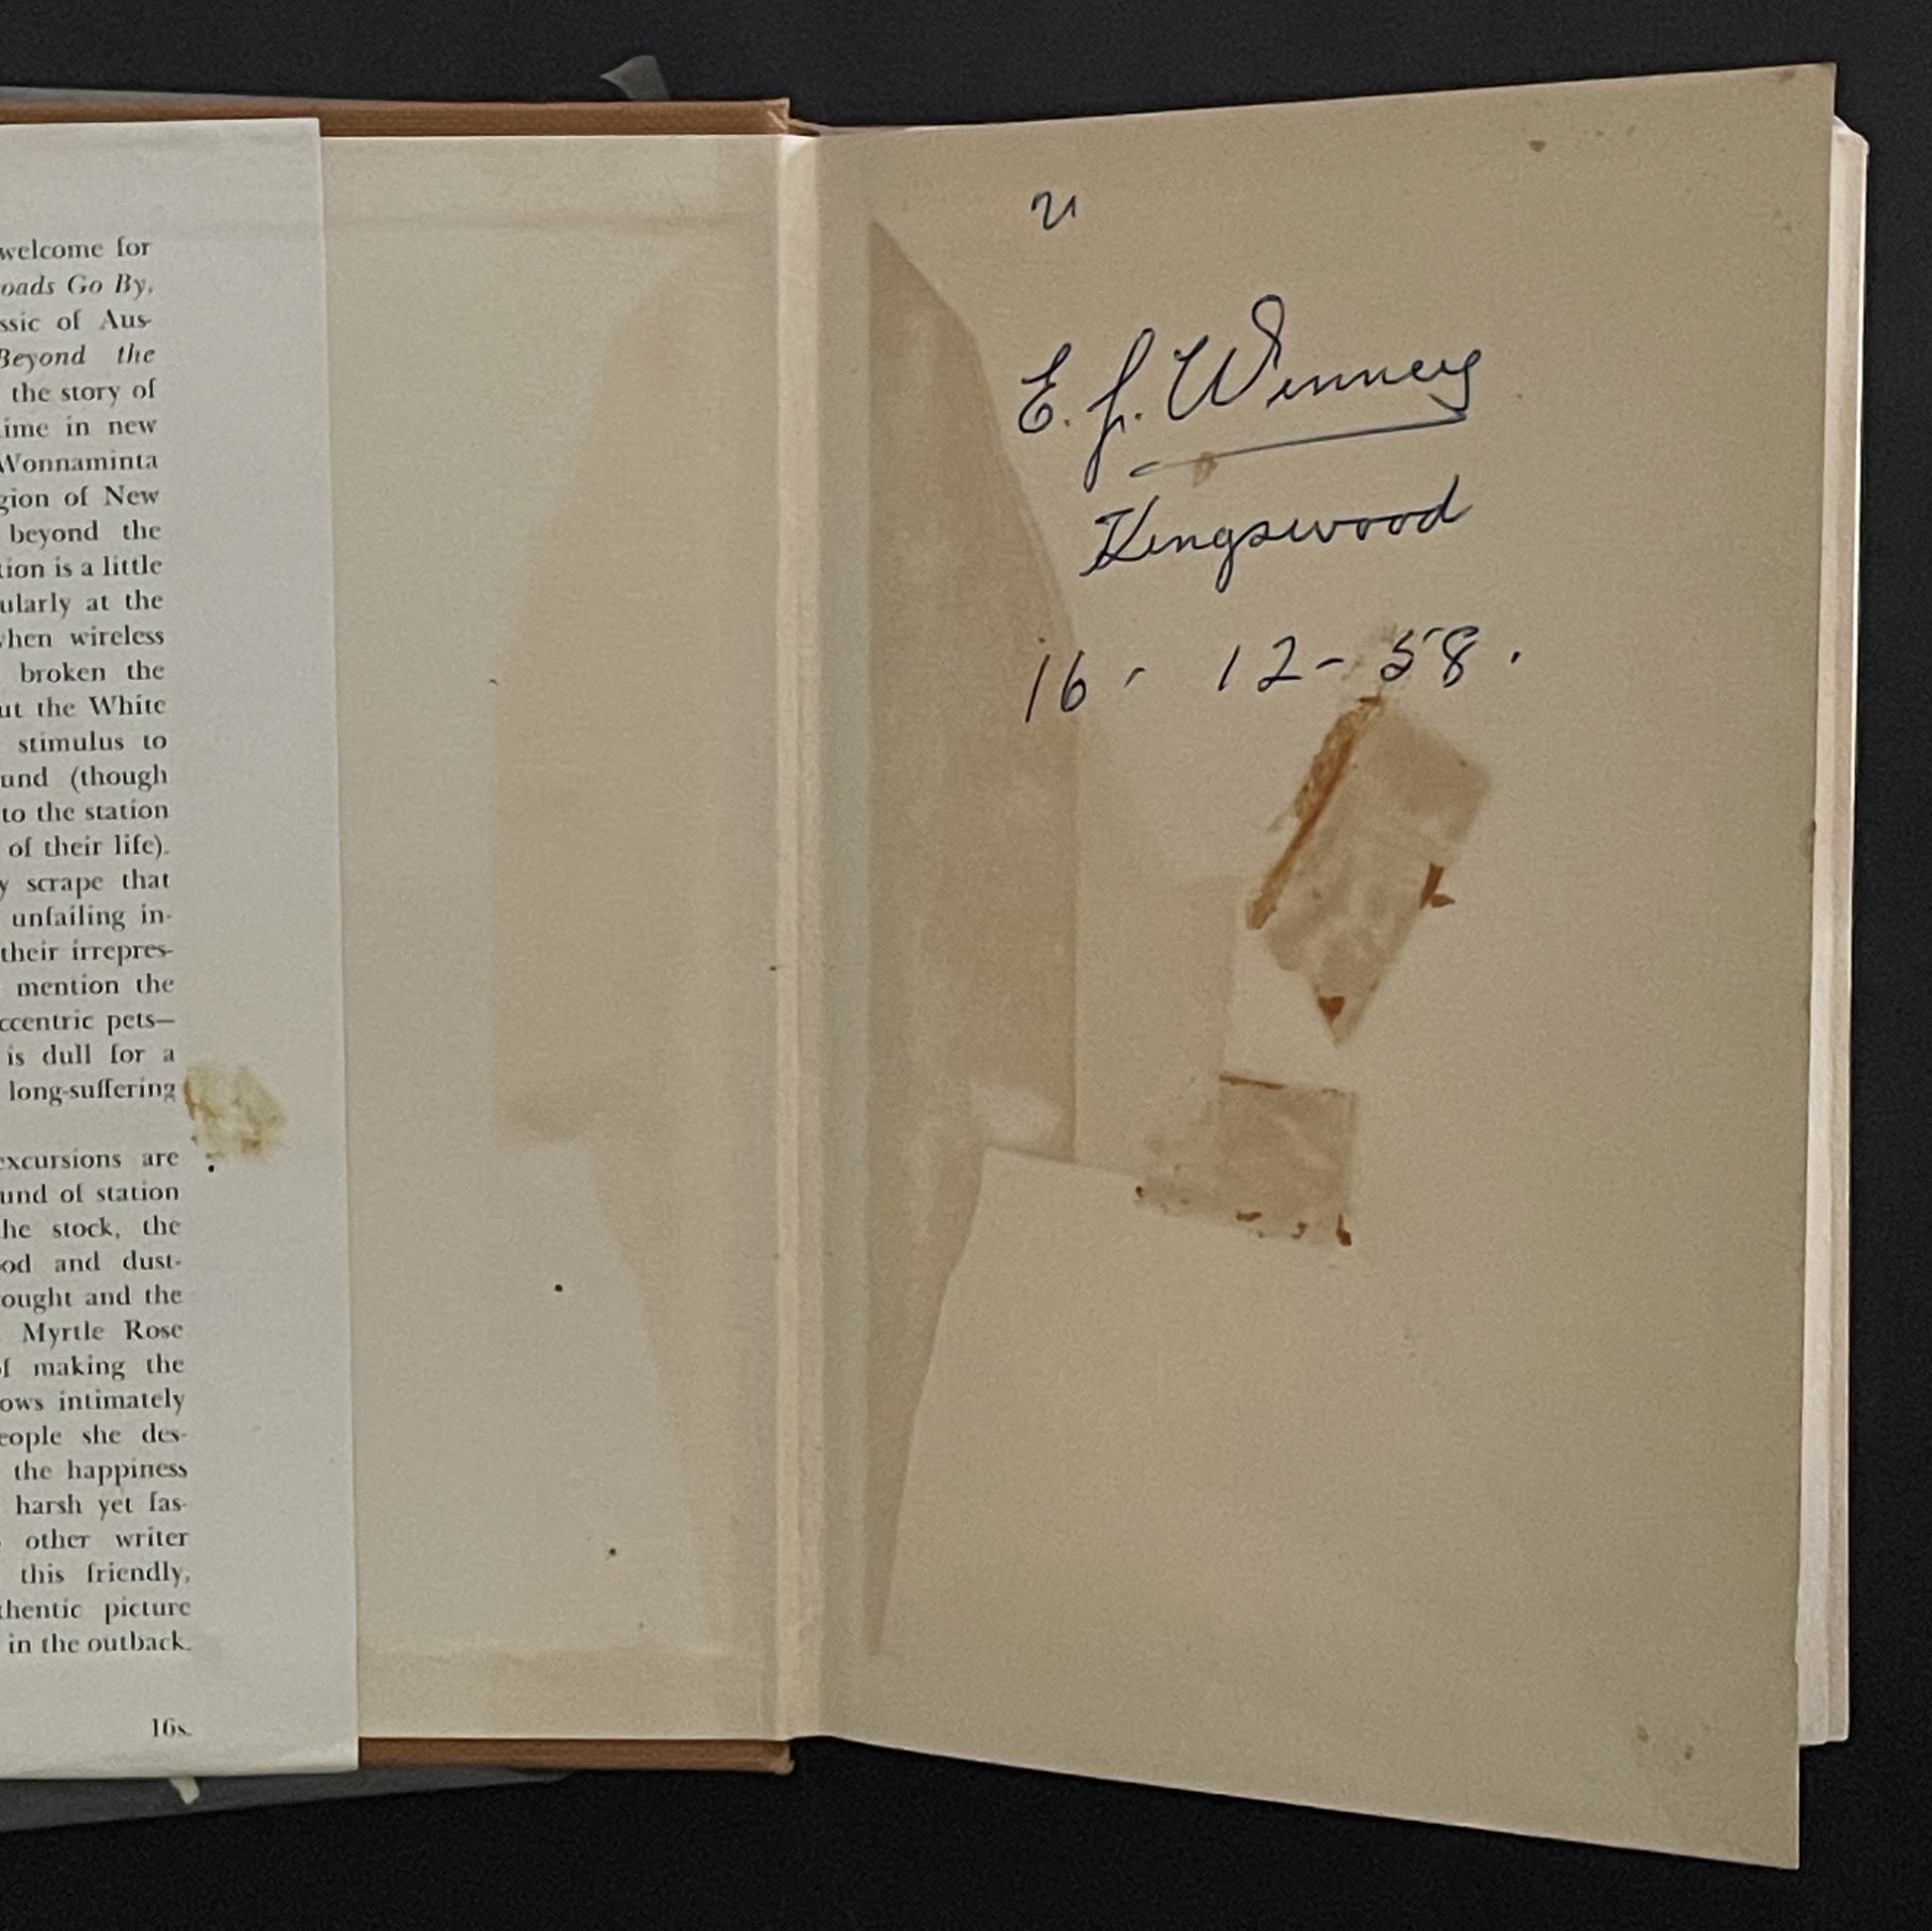 welcome for
oads Go By,
ssic of Aus-
Beyond the
the story of
ime in new
Wonnaminta
gion of New
beyond the
tion is a little
ularly at the
when wireless
broken the
ut the White
stimulus to
und (though
to the station
of their life).
y scrape that
unfailing in-
their irrepres-
mention the
ccentric pets—
is dull for a
long-suffering
excursions are
und of station
he stock, the
od and dust-
ought and the
Myrtle Rose
of making the
ows intimately
eople she des-
the happiness
harsh yet fas-
other writer
this friendly,
thentic picture
in the outback.
16s.
E. J. Winney
Kingswood
16 - 12 - 58.